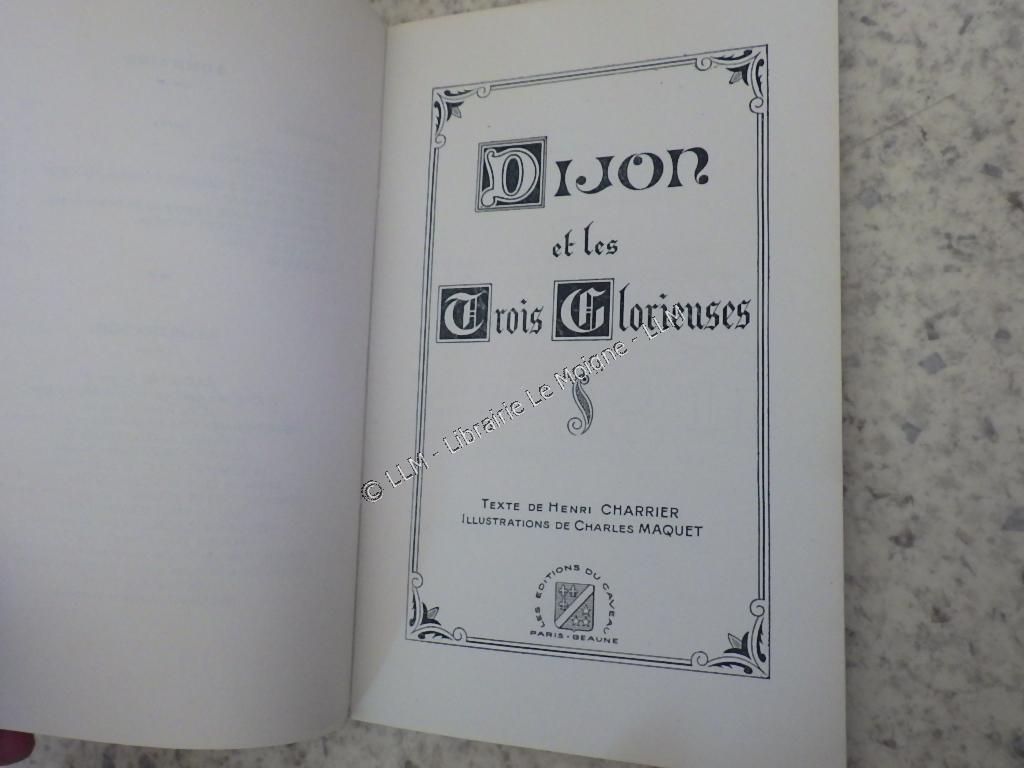 DIJON
et les
Trois Glorieuses
TEXTE DE HENRI CHARRIER
ILLUSTRATIONS DE CHARLES MAQUET
LES EDITIONS DU CAVEAU
PARIS - BEAUNE
© LLM - Librairie Le Moigne - LLM